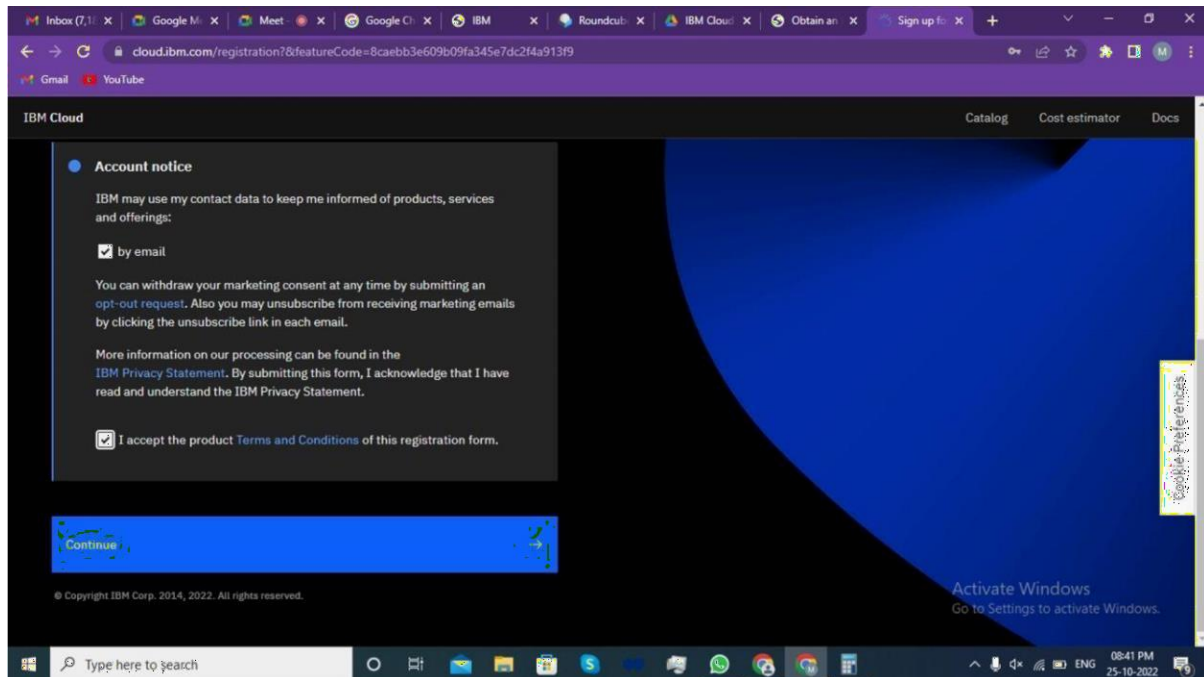 Inbox (7,1
Google M
Meet -
Google Ch
IBM
Roundcub
IBM Cloud
Obtain an
Sign up fo
cloud.ibm.com/registration?&featureCode=8caebb3e609b09fa345e7dc2f4a913f9
M
Gmail
YouTube
IBM Cloud
Catalog
Cost estimator
Docs
Account notice
IBM may use my contact data to keep me informed of products, services
and offerings:
by email
You can withdraw your marketing consent at any time by submitting an
opt-out request. Also you may unsubscribe from receiving marketing emails
by clicking the unsubscribe link in each email.
More information on our processing can be found in the
IBM Privacy Statement. By submitting this form, I acknowledge that I have
read and understand the IBM Privacy Statement.
I accept the product Terms and Conditions of this registration form.
Cookie Preferences
Continue
© Copyright IBM Corp. 2014, 2022. All rights reserved.
Activate Windows
Go to Settings to activate Windows.
Type here to search
ENG
08:41 PM
25-10-2022